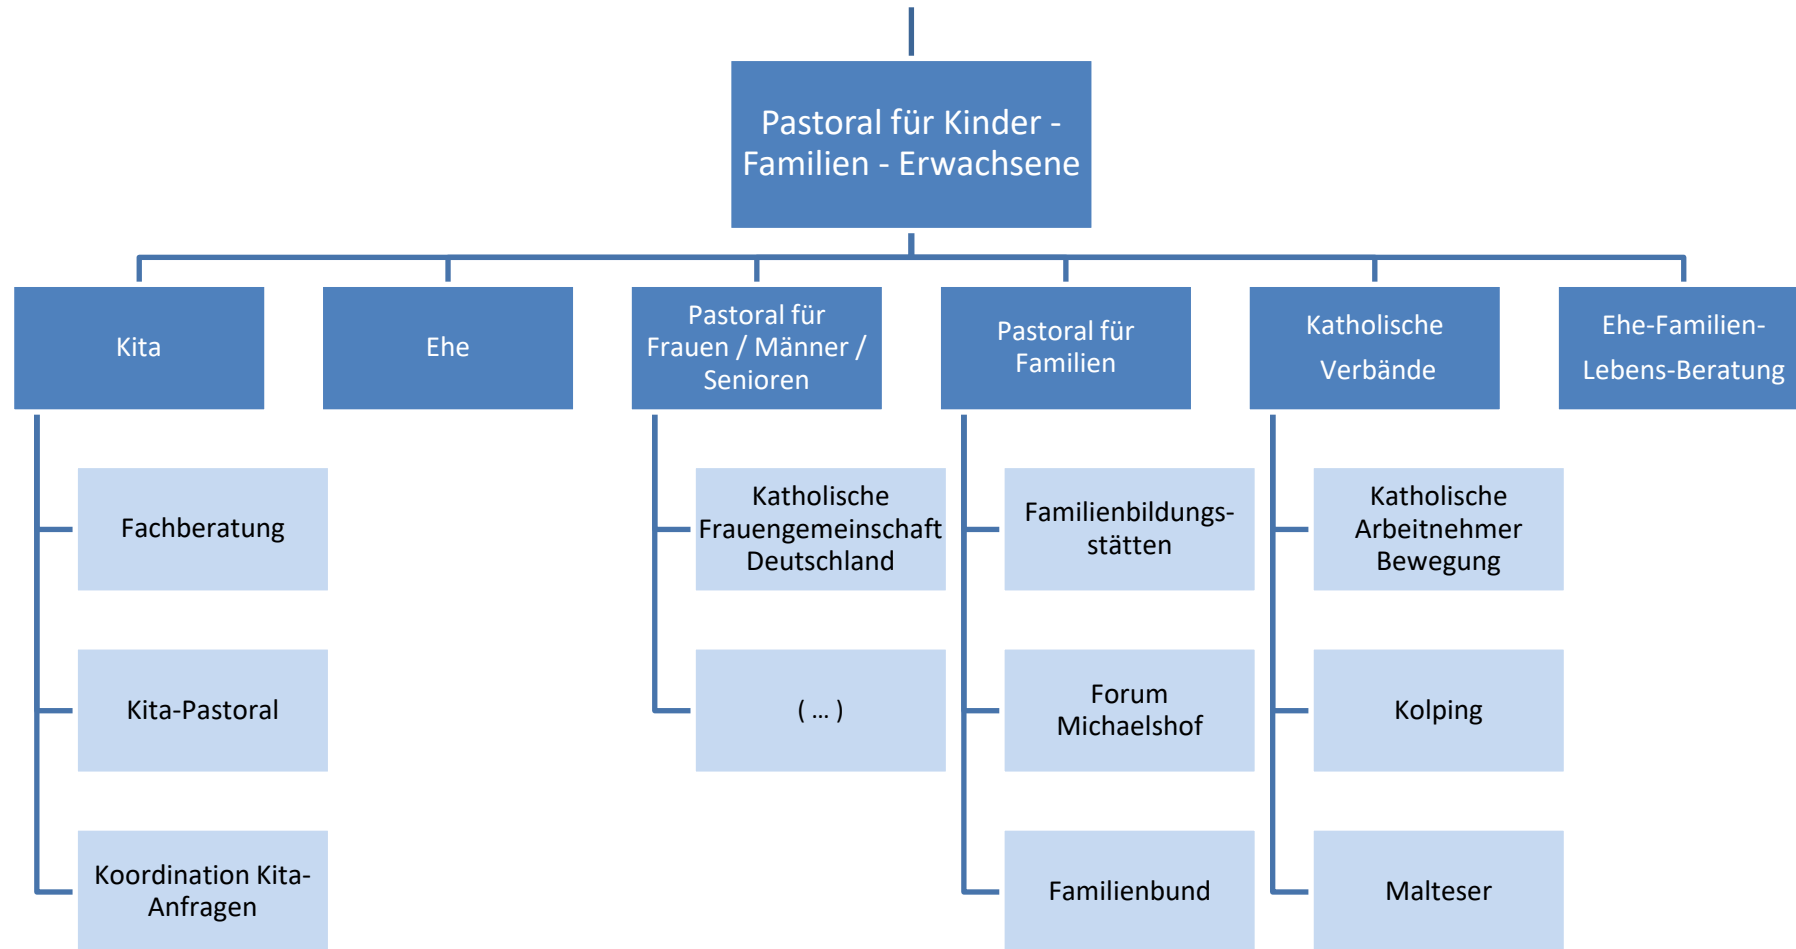 Pastoral für Kinder -
Familien - Erwachsene
Kita
Ehe
Pastoral für
Frauen / Männer /
Senioren
Pastoral für
Familien
Katholische
Verbände
Ehe-Familien-
Lebens-Beratung
Fachberatung
Kita-Pastoral
Koordination Kita-
Anfragen
Katholische
Frauengemeinschaft
Deutschland
( ... )
Familienbildungs-
stätten
Forum
Michaelshof
Familienbund
Katholische
Arbeitnehmer
Bewegung
Kolping
Malteser